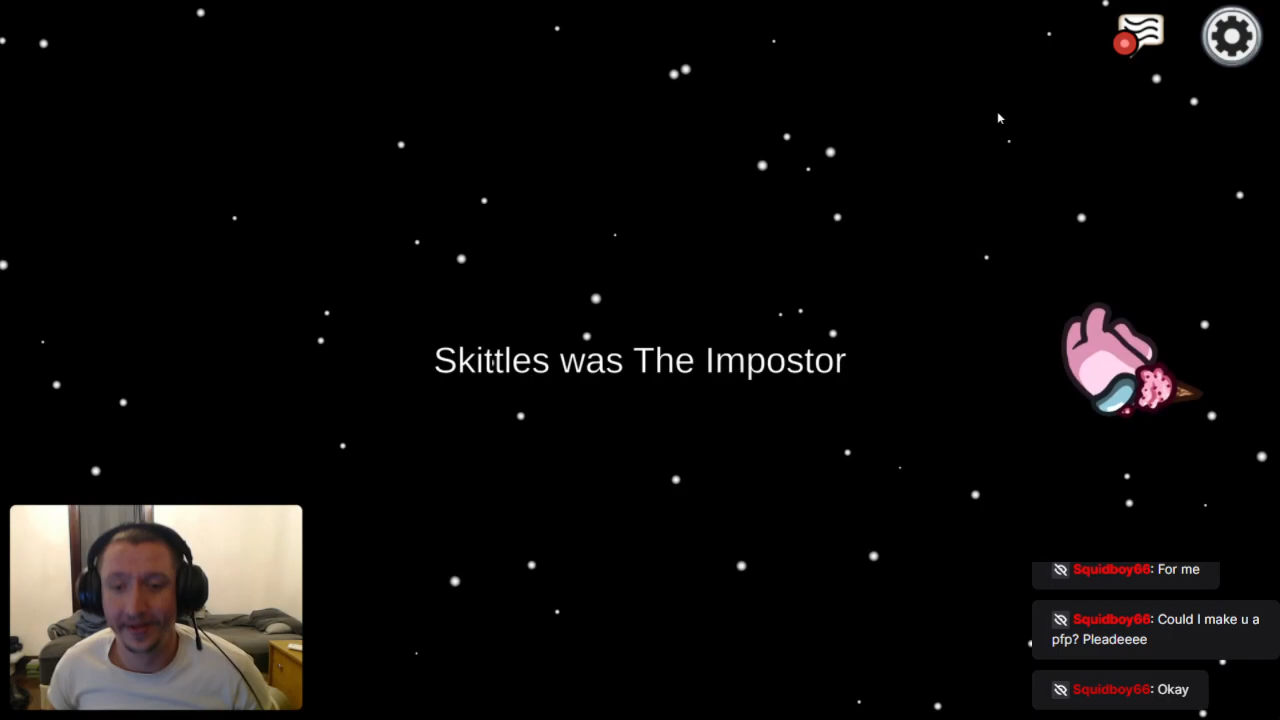 Skittles was The Impostor
Squidboy66: For me
Squidboy66: Could I make u a
pfp? Pleadeeee
Squidboy66: Okay